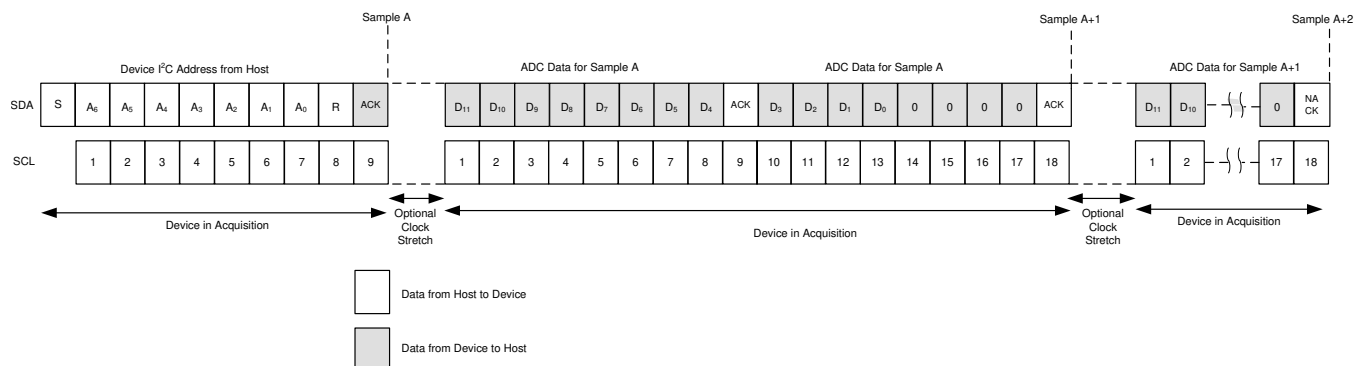 Sample A
Sample A+1
Sample A+2
Device I²C Address from Host
ADC Data for Sample A
ADC Data for Sample A
ADC Data for Sample A+1
SDA S A₆ A₅ A₄ A₃ A₂ A₁ A₀ R ACK D₁₁ D₁₀ D₉ D₈ D₇ D₆ D₅ D₄ ACK D₃ D₂ D₁ D₀ 0 0 0 0 ACK D₁₁ D₁₀ 0 NA
CK
SCL 1 2 3 4 5 6 7 8 9 1 2 3 4 5 6 7 8 9 10 11 12 13 14 15 16 17 18 1 2 17 18
Device in Acquisition
Optional
Clock
Stretch
Device in Acquisition
Optional
Clock
Stretch
Device in Acquisition
Data from Host to Device
Data from Device to Host